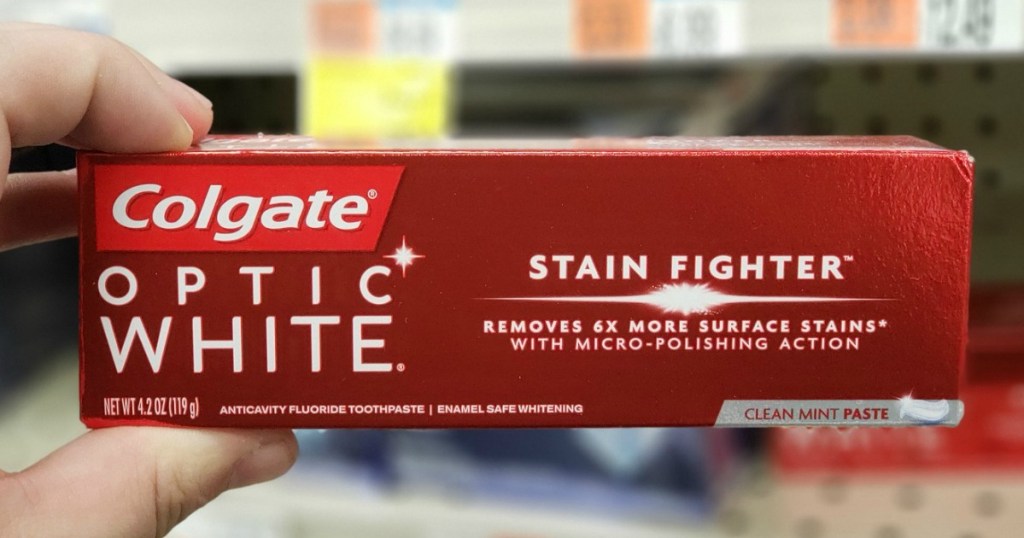 Colgate®
OPTIC
WHITE®
NET WT 4.2 OZ (119 g)
ANTICAVITY FLUORIDE TOOTHPASTE | ENAMEL SAFE WHITENING
STAIN FIGHTER™
REMOVES 6X MORE SURFACE STAINS*
WITH MICRO-POLISHING ACTION
CLEAN MINT PASTE